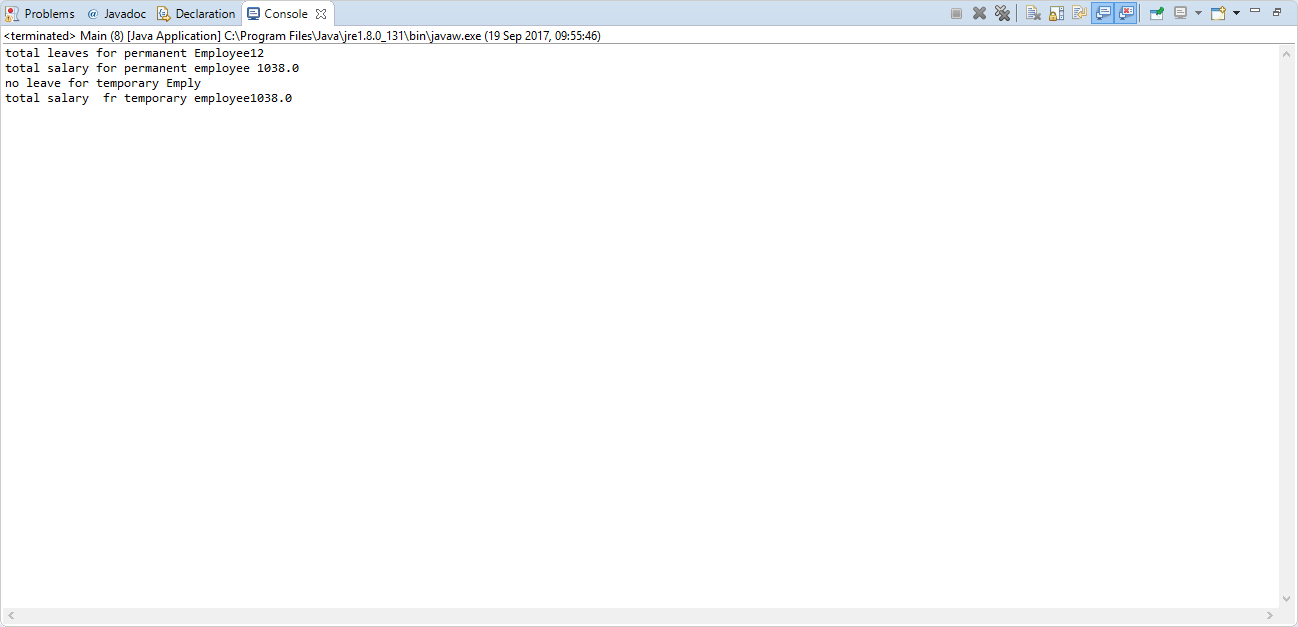 Problems @ Javadoc Declaration Console
<terminated> Main (8) [Java Application] C:\Program Files\Java\jre1.8.0_131\bin\javaw.exe (19 Sep 2017, 09:55:46)
total leaves for permanent Employee12
total salary for permanent employee 1038.0
no leave for temporary Emply
total salary  fr temporary employee1038.0